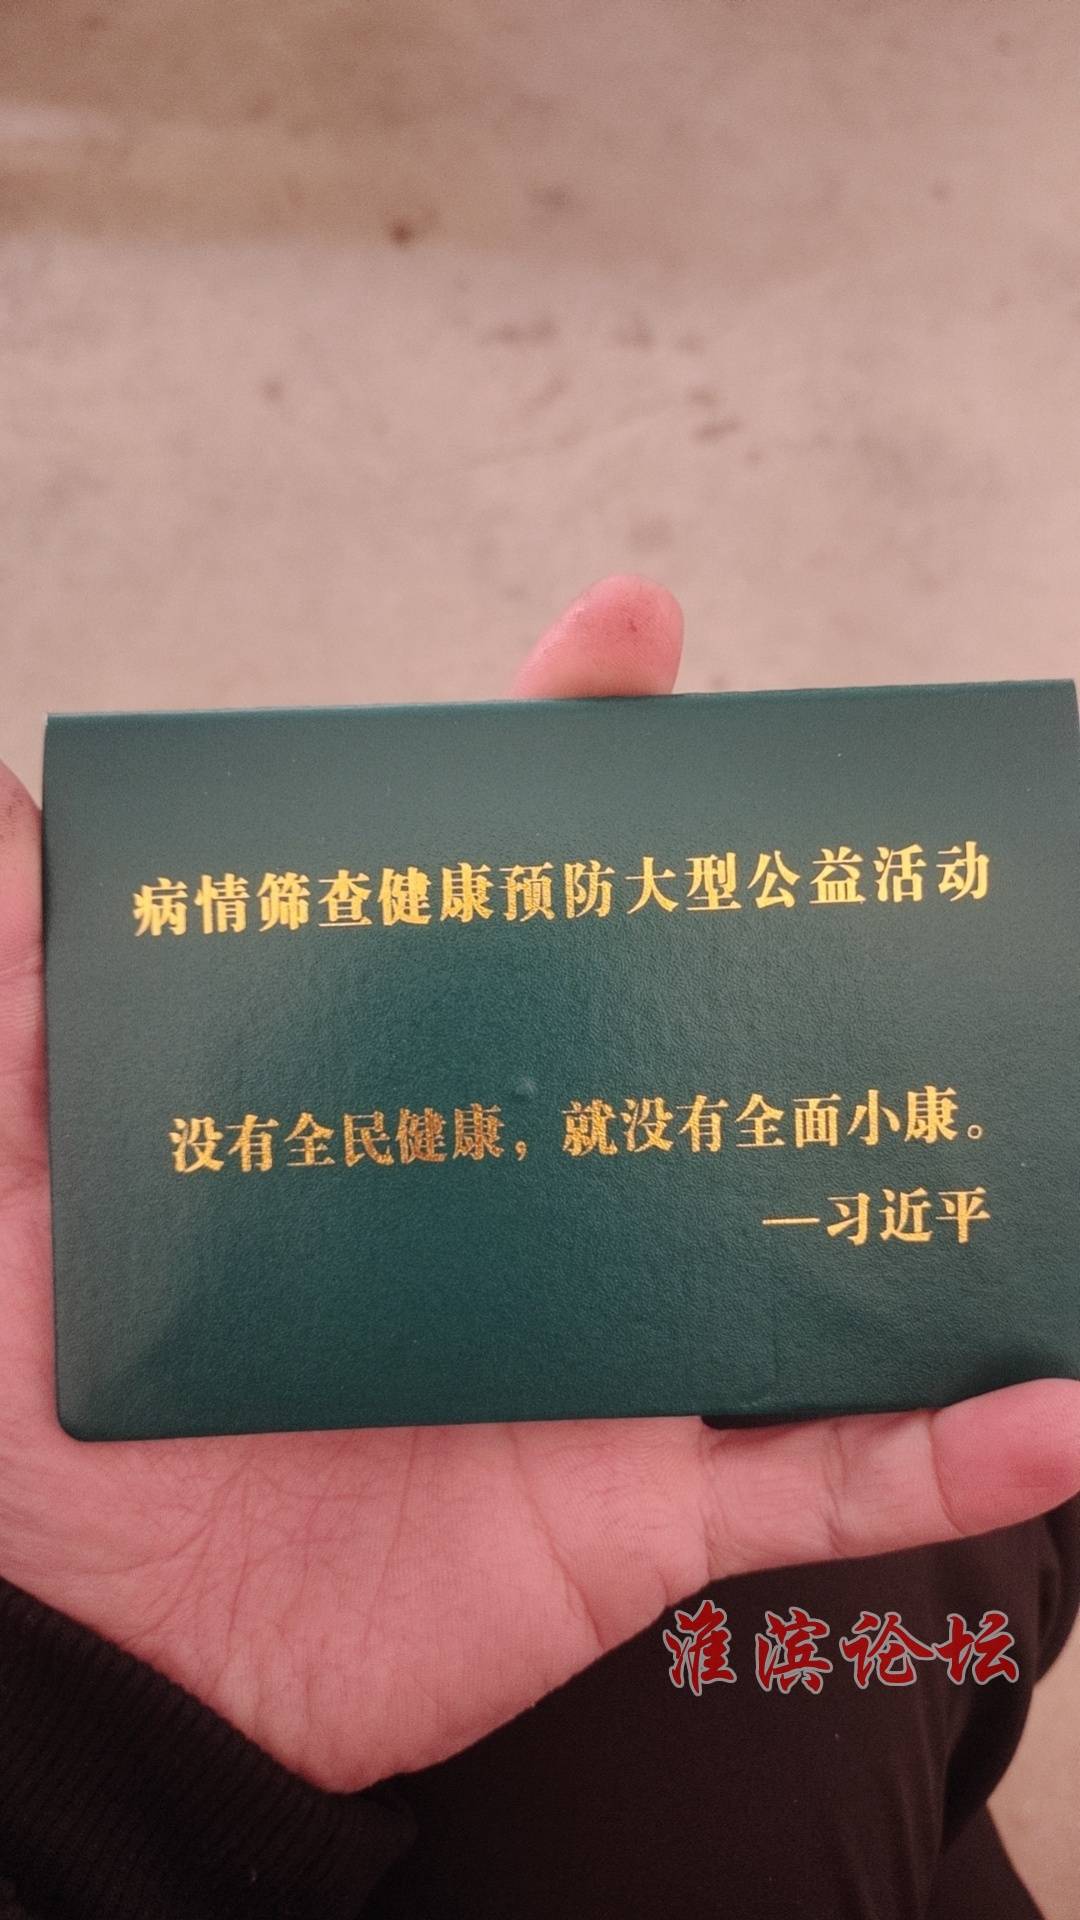 病情筛查健康预防大型公益活动
没有全民健康，就没有全面小康。
—习近平
淮滨论坛